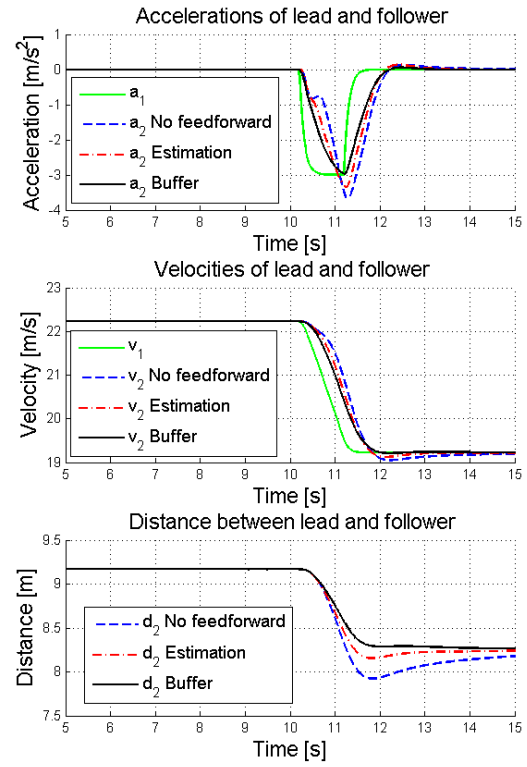 Accelerations of lead and follower
Acceleration [m/s²]
1
0
-1
-2
-3
-4
a₁
a₂ No feedforward
a₂ Estimation
a₂ Buffer
5 6 7 8 9 10 11 12 13 14 15
Time [s]
Velocities of lead and follower
Velocity [m/s]
23
22
21
20
19
v₁
v₂ No feedforward
v₂ Estimation
v₂ Buffer
5 6 7 8 9 10 11 12 13 14 15
Time [s]
Distance between lead and follower
Distance [m]
9.5
9
8.5
8
7.5
d₂ No feedforward
d₂ Estimation
d₂ Buffer
5 6 7 8 9 10 11 12 13 14 15
Time [s]